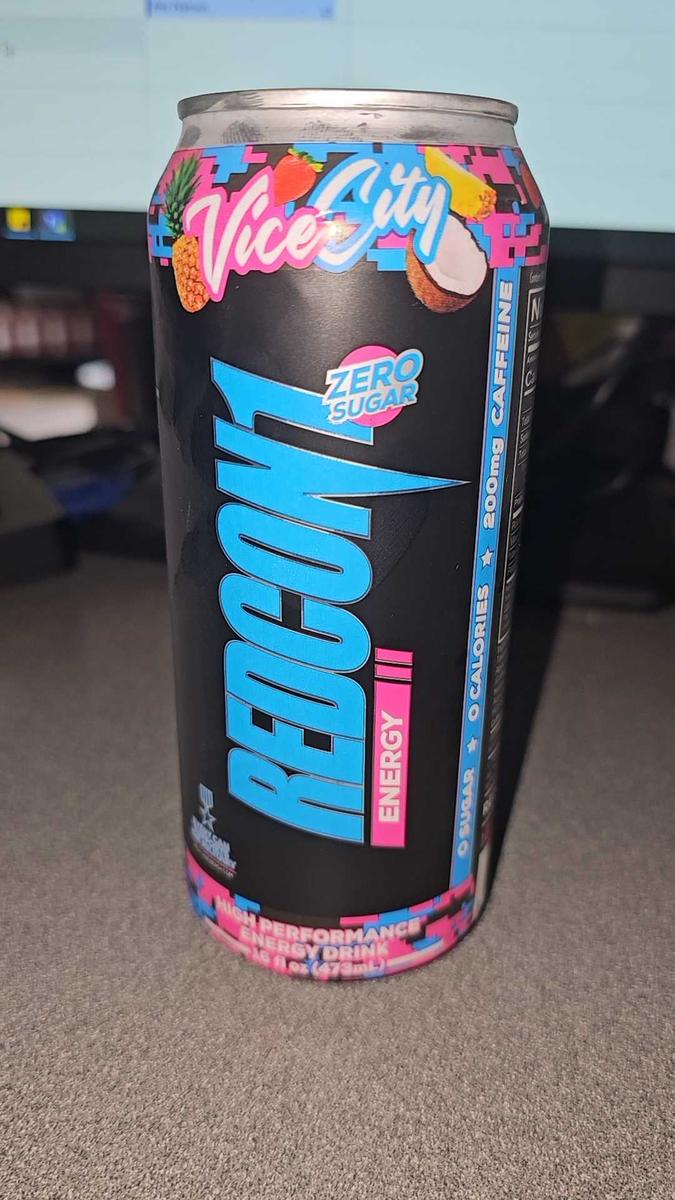 Vice City
ZERO
SUGAR
REDCON1
ENERGY
0 SUGAR ★ 0 CALORIES ★ 200mg CAFFEINE
HIGH PERFORMANCE
ENERGY DRINK
16 fl oz (473mL)